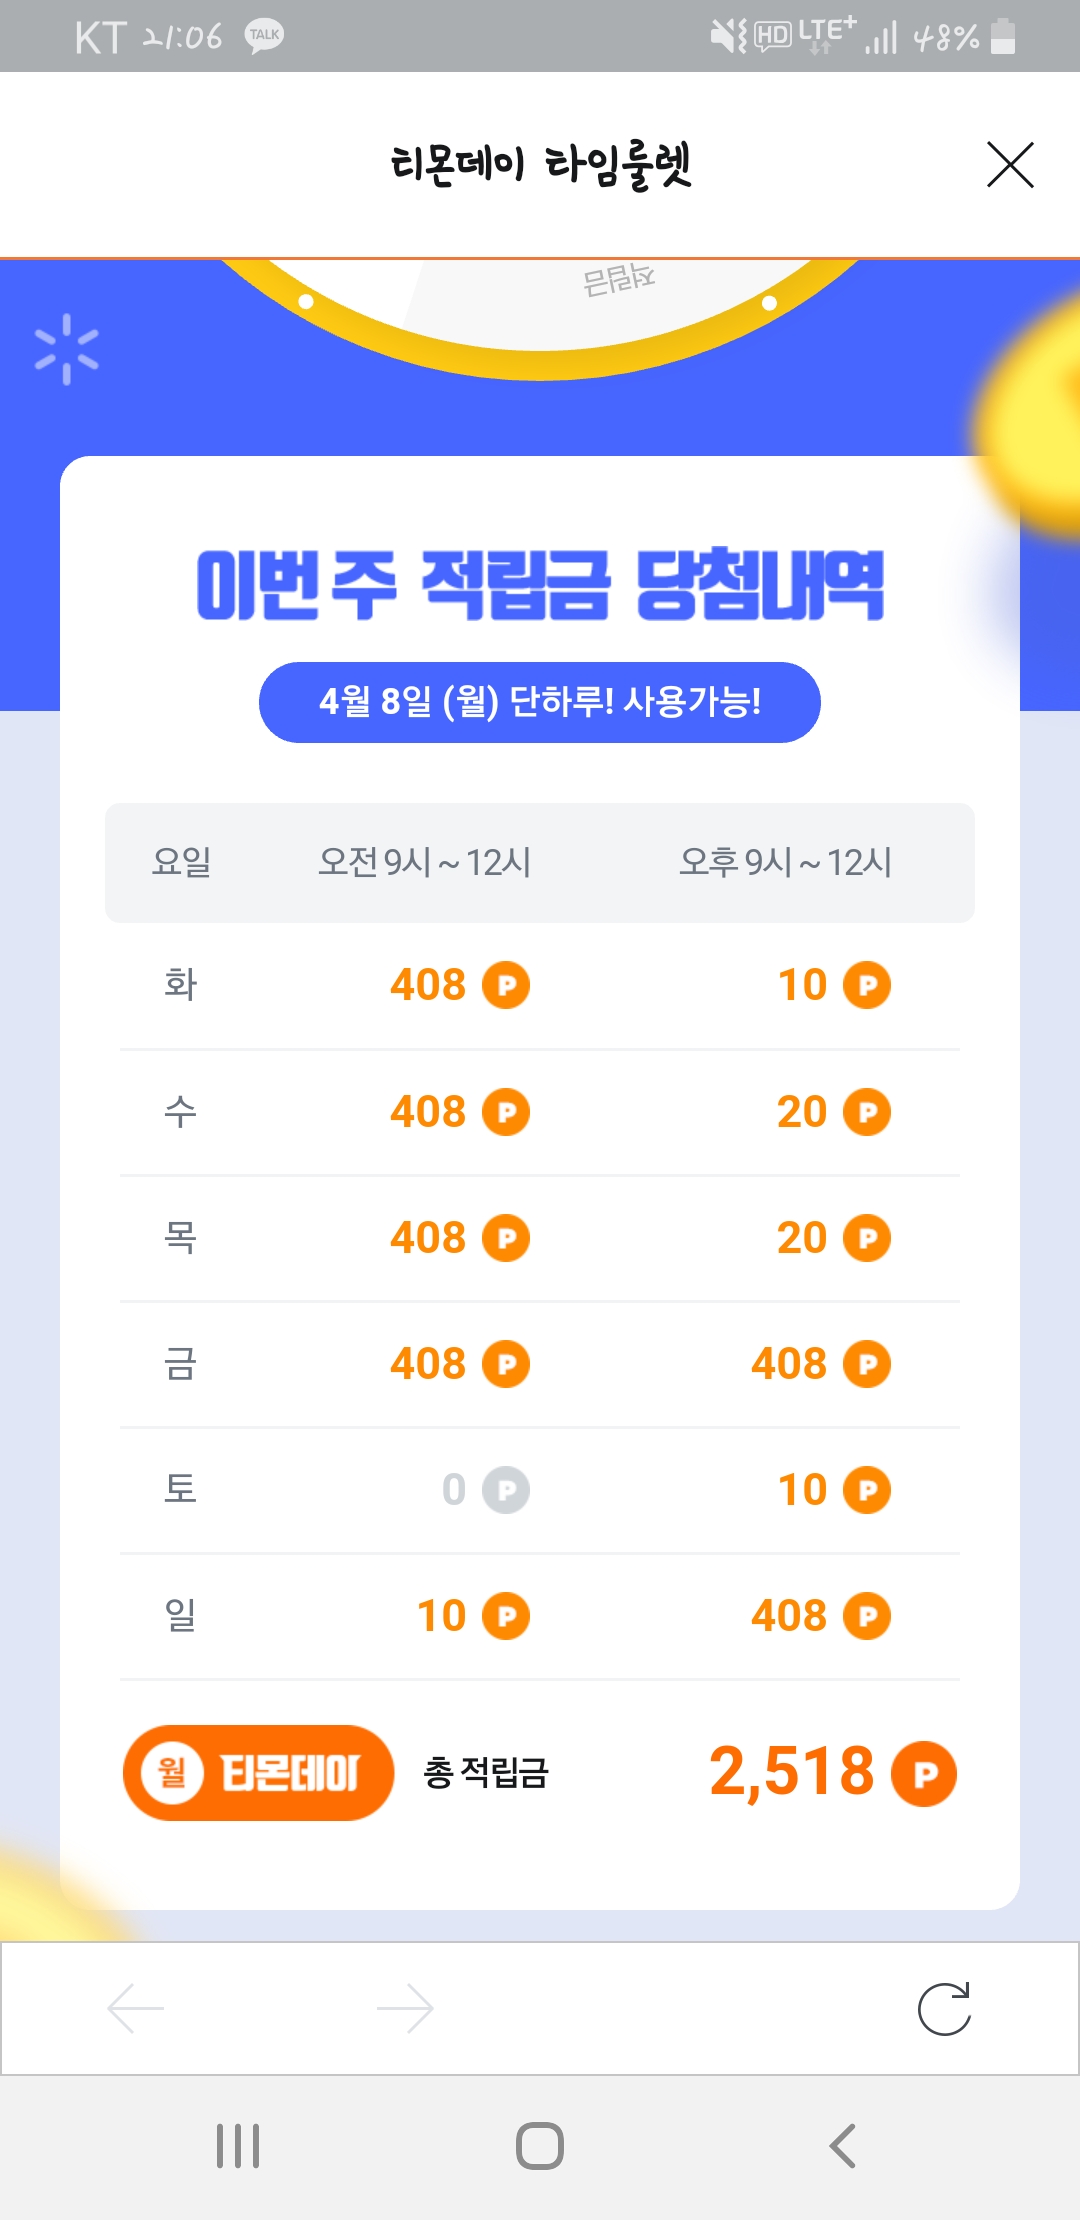 KT 21:06 TALK HD LTE+ 48%
티몬데이 타임룰렛
적립금
이번 주 적립금 당첨내역
4월 8일 (월) 단하루! 사용가능!
요일 오전 9시 ~ 12시 오후 9시 ~ 12시
화 408 P 10 P
수 408 P 20 P
목 408 P 20 P
금 408 P 408 P
토 0 P 10 P
일 10 P 408 P
월 티몬데이 총 적립금 2,518 P